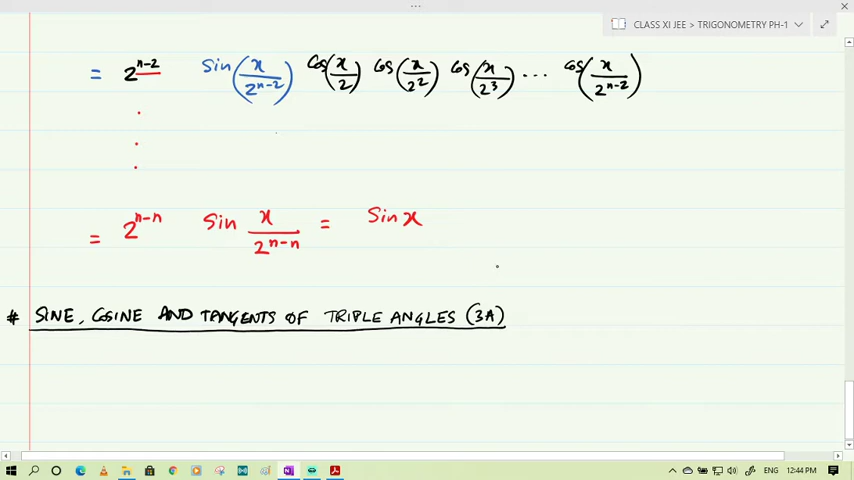 CLASS XI JEE > TRIGONOMETRY PH-1
= 2^{n-2} Sin(x/2^{n-2}) Cos(x/2) Cos(x/2^2) Cos(x/2^3) ... Cos(x/2^{n-2})
= 2^{n-n} Sin x/2^{n-n} = Sin x
# SINE, COSINE AND TANGENTS OF TRIPLE ANGLES (3A)
ENG 12:44 PM